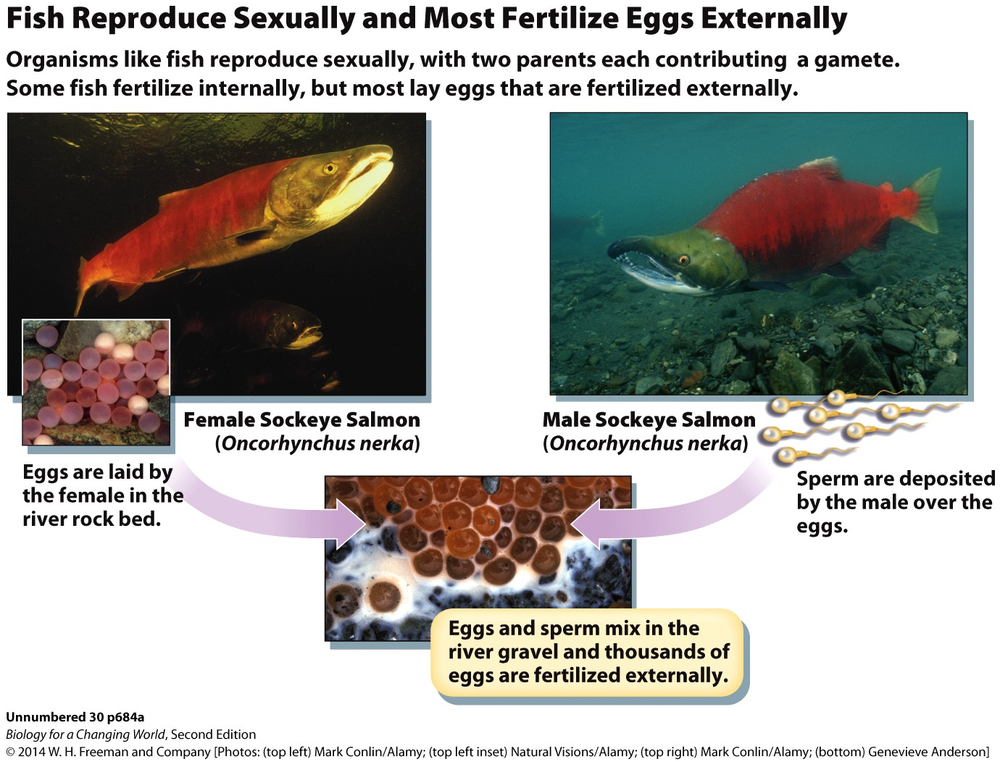 Fish Reproduce Sexually and Most Fertilize Eggs Externally
Organisms like fish reproduce sexually, with two parents each contributing a gamete.
Some fish fertilize internally, but most lay eggs that are fertilized externally.
Female Sockeye Salmon
(Oncorhynchus nerka)
Male Sockeye Salmon
(Oncorhynchus nerka)
Eggs are laid by
the female in the
river rock bed.
Sperm are deposited
by the male over the
eggs.
Eggs and sperm mix in the
river gravel and thousands of
eggs are fertilized externally.
Unnumbered 30 p684a
Biology for a Changing World, Second Edition
© 2014 W. H. Freeman and Company [Photos: (top left) Mark Conlin/Alamy; (top left inset) Natural Visions/Alamy; (top right) Mark Conlin/Alamy; (bottom) Genevieve Anderson]